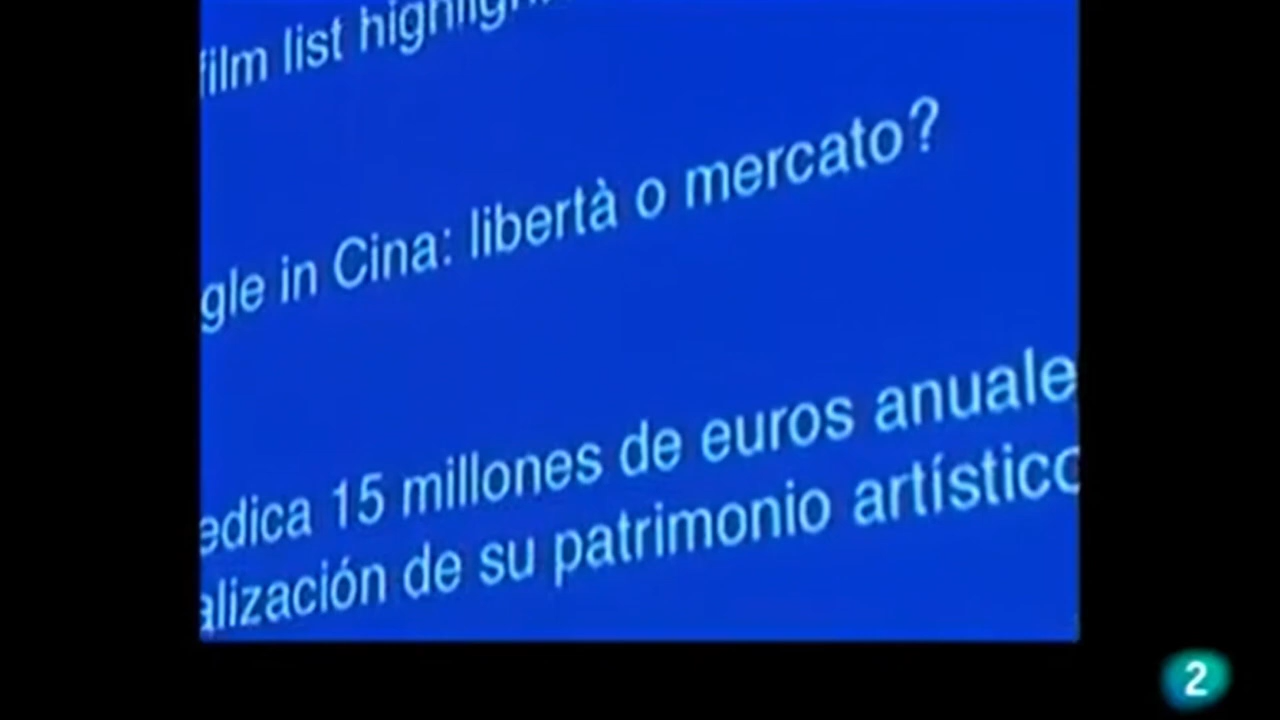 film list
gle in Cina: libertà o mercato?
edica 15 millones de euros anuale
alización de su patrimonio artístico
2